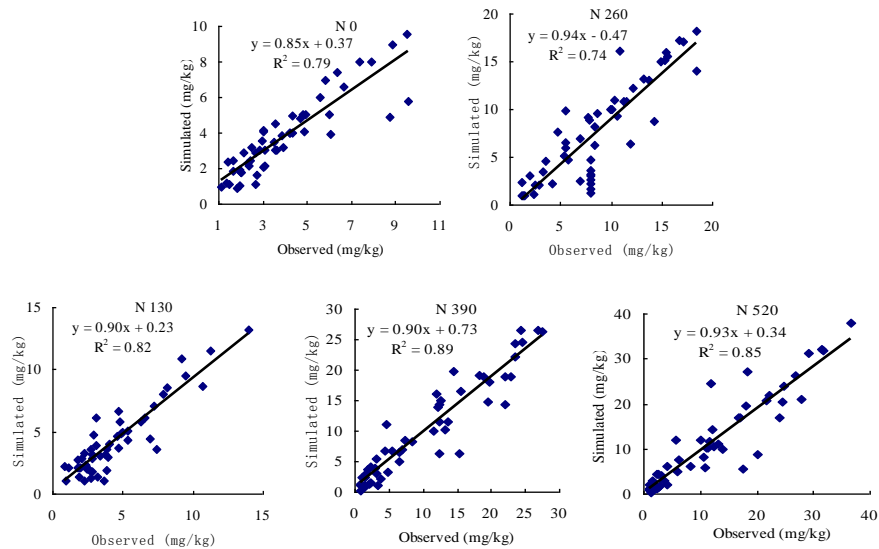 N 0
y = 0.85x + 0.37
R² = 0.79
Simulated (mg/kg)
10
8
6
4
2
0
1 3 5 7 9 11
Observed (mg/kg)
N 260
y = 0.94x - 0.47
R² = 0.74
Simulated (mg/kg)
20
15
10
5
0
0 5 10 15 20
Observed (mg/kg)
N 130
y = 0.90x + 0.23
R² = 0.82
Simulated (mg/kg)
15
10
5
0
0 5 10 15
Observed (mg/kg)
N 390
y = 0.90x + 0.73
R² = 0.89
Simulated (mg/kg)
30
25
20
15
10
5
0
0 5 10 15 20 25 30
Observed (mg/kg)
N 520
y = 0.93x + 0.34
R² = 0.85
Simulated (mg/kg)
50
40
30
20
10
0
0 10 20 30 40
Observed (mg/kg)